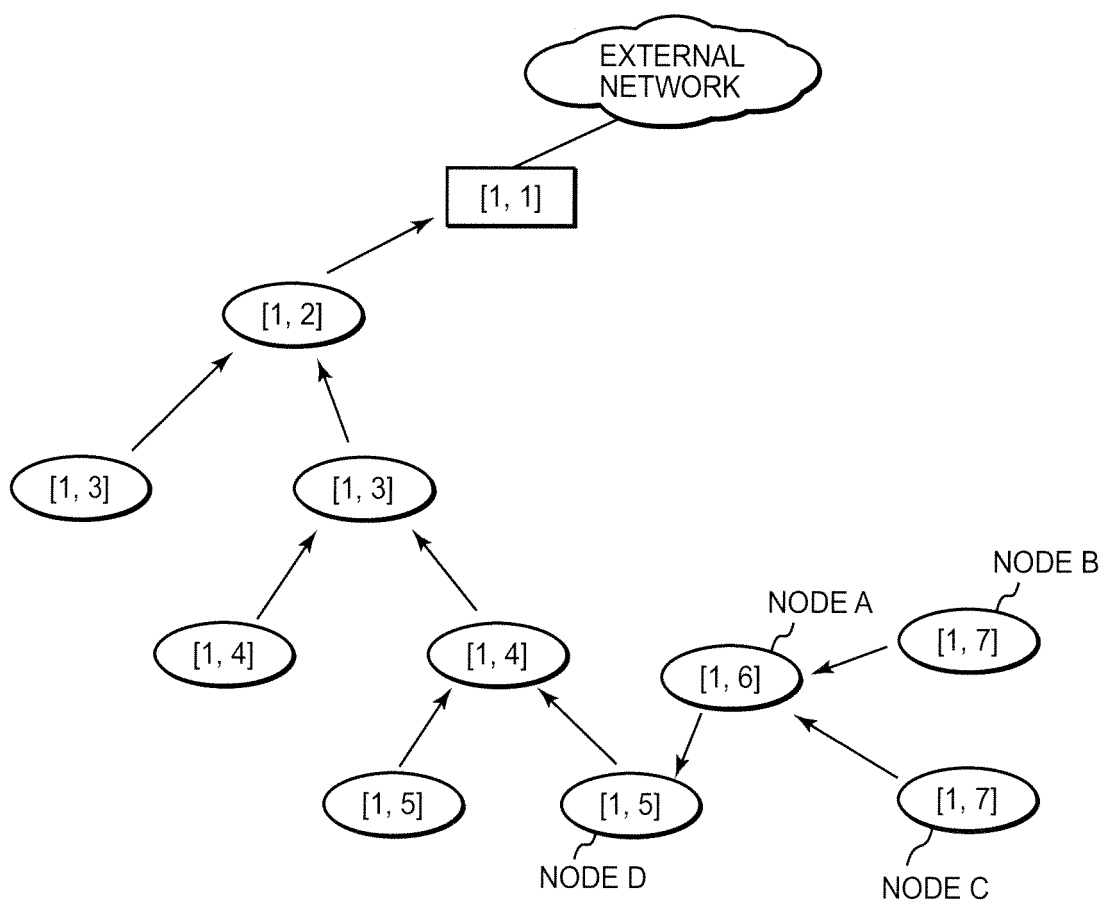 EXTERNAL
NETWORK
[1, 1]
[1, 2]
[1, 3]
[1, 3]
NODE B
NODE A
[1, 4]
[1, 4]
[1, 6]
[1, 7]
[1, 5]
[1, 5]
[1, 7]
NODE D
NODE C